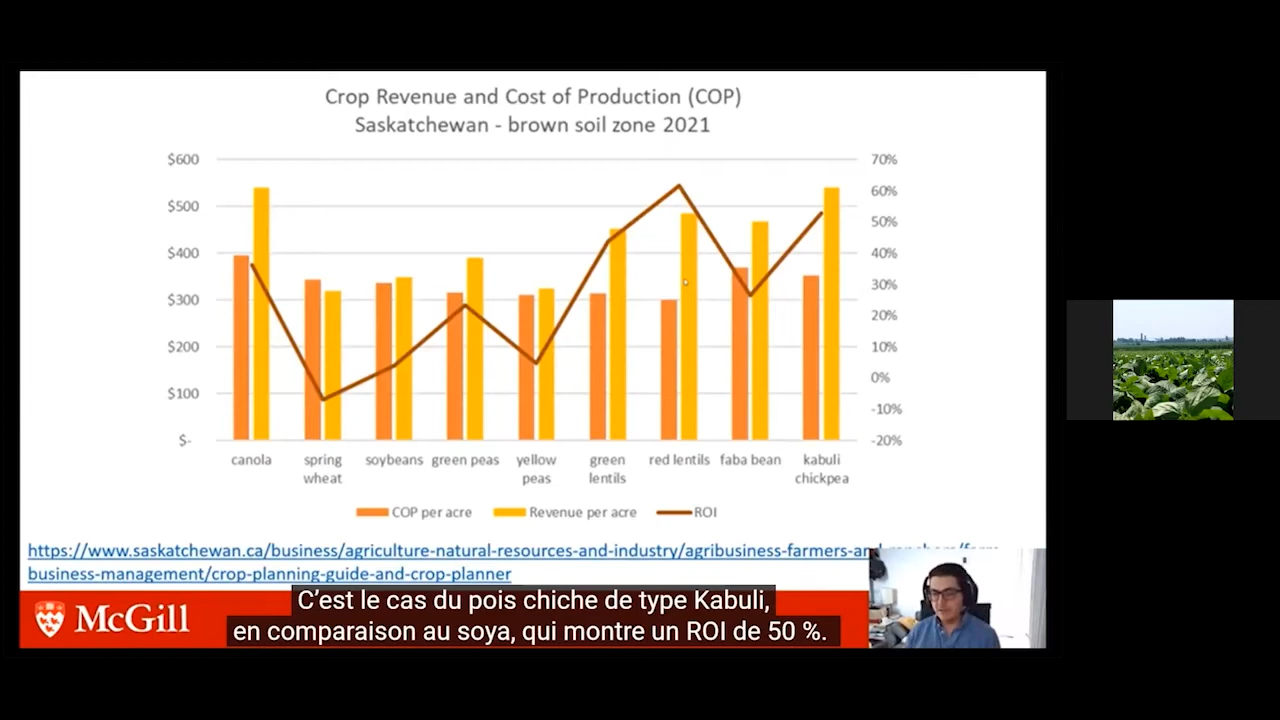 Crop Revenue and Cost of Production (COP)
Saskatchewan - brown soil zone 2021
$600
$500
$400
$300
$200
$100
$-
70%
60%
50%
40%
30%
20%
10%
0%
-10%
-20%
canola
spring
wheat
soybeans
green peas
yellow
peas
green
lentils
red lentils
faba bean
kabuli
chickpea
COP per acre
Revenue per acre
ROI
https://www.saskatchewan.ca/business/agriculture-natural-resources-and-industry/agribusiness-farmers-
business-management/crop-planning-guide-and-crop-planner
McGill
C’est le cas du pois chiche de type Kabuli,
en comparaison au soya, qui montre un ROI de 50 %.